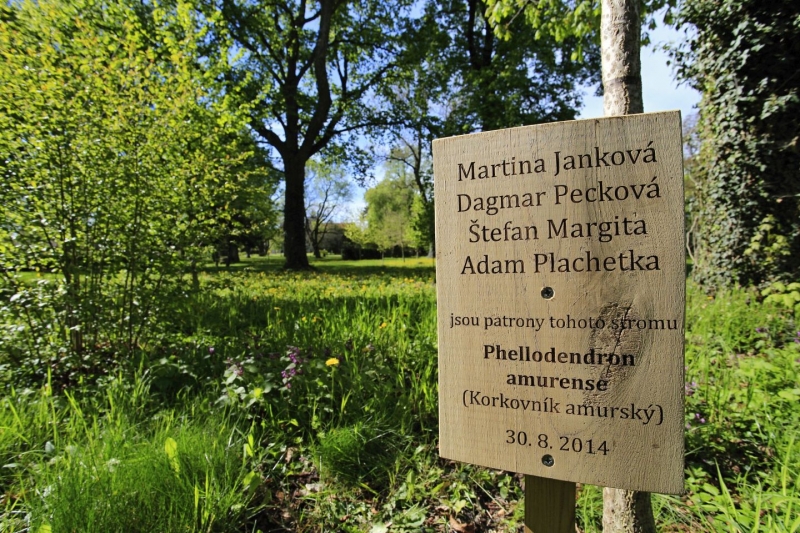 Martina Janková
Dagmar Pecková
Štefan Margita
Adam Plachetka
jsou patrony tohoto stromu
Phellodendron
amurense
(Korkovník amurský)
30. 8. 2014